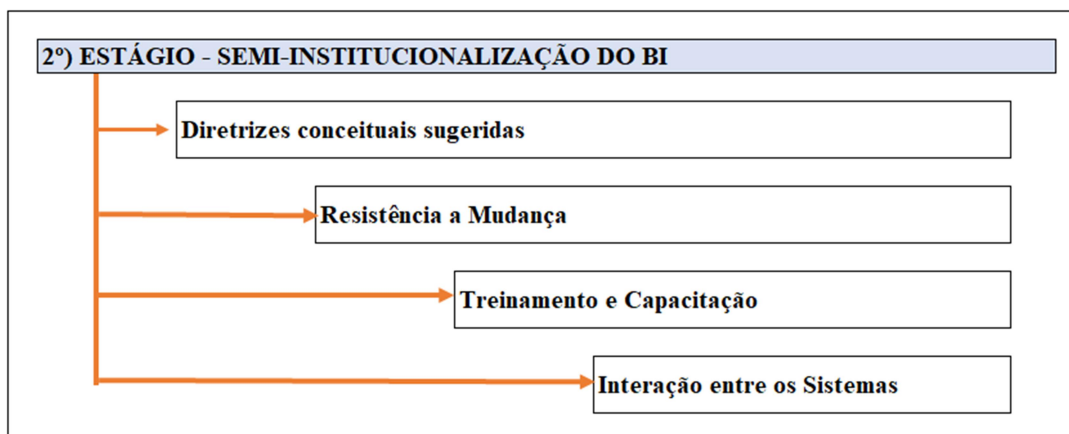 2º) ESTÁGIO - SEMI-INSTITUCIONALIZAÇÃO DO BI
Diretrizes conceituais sugeridas
Resistência a Mudança
Treinamento e Capacitação
Interação entre os Sistemas